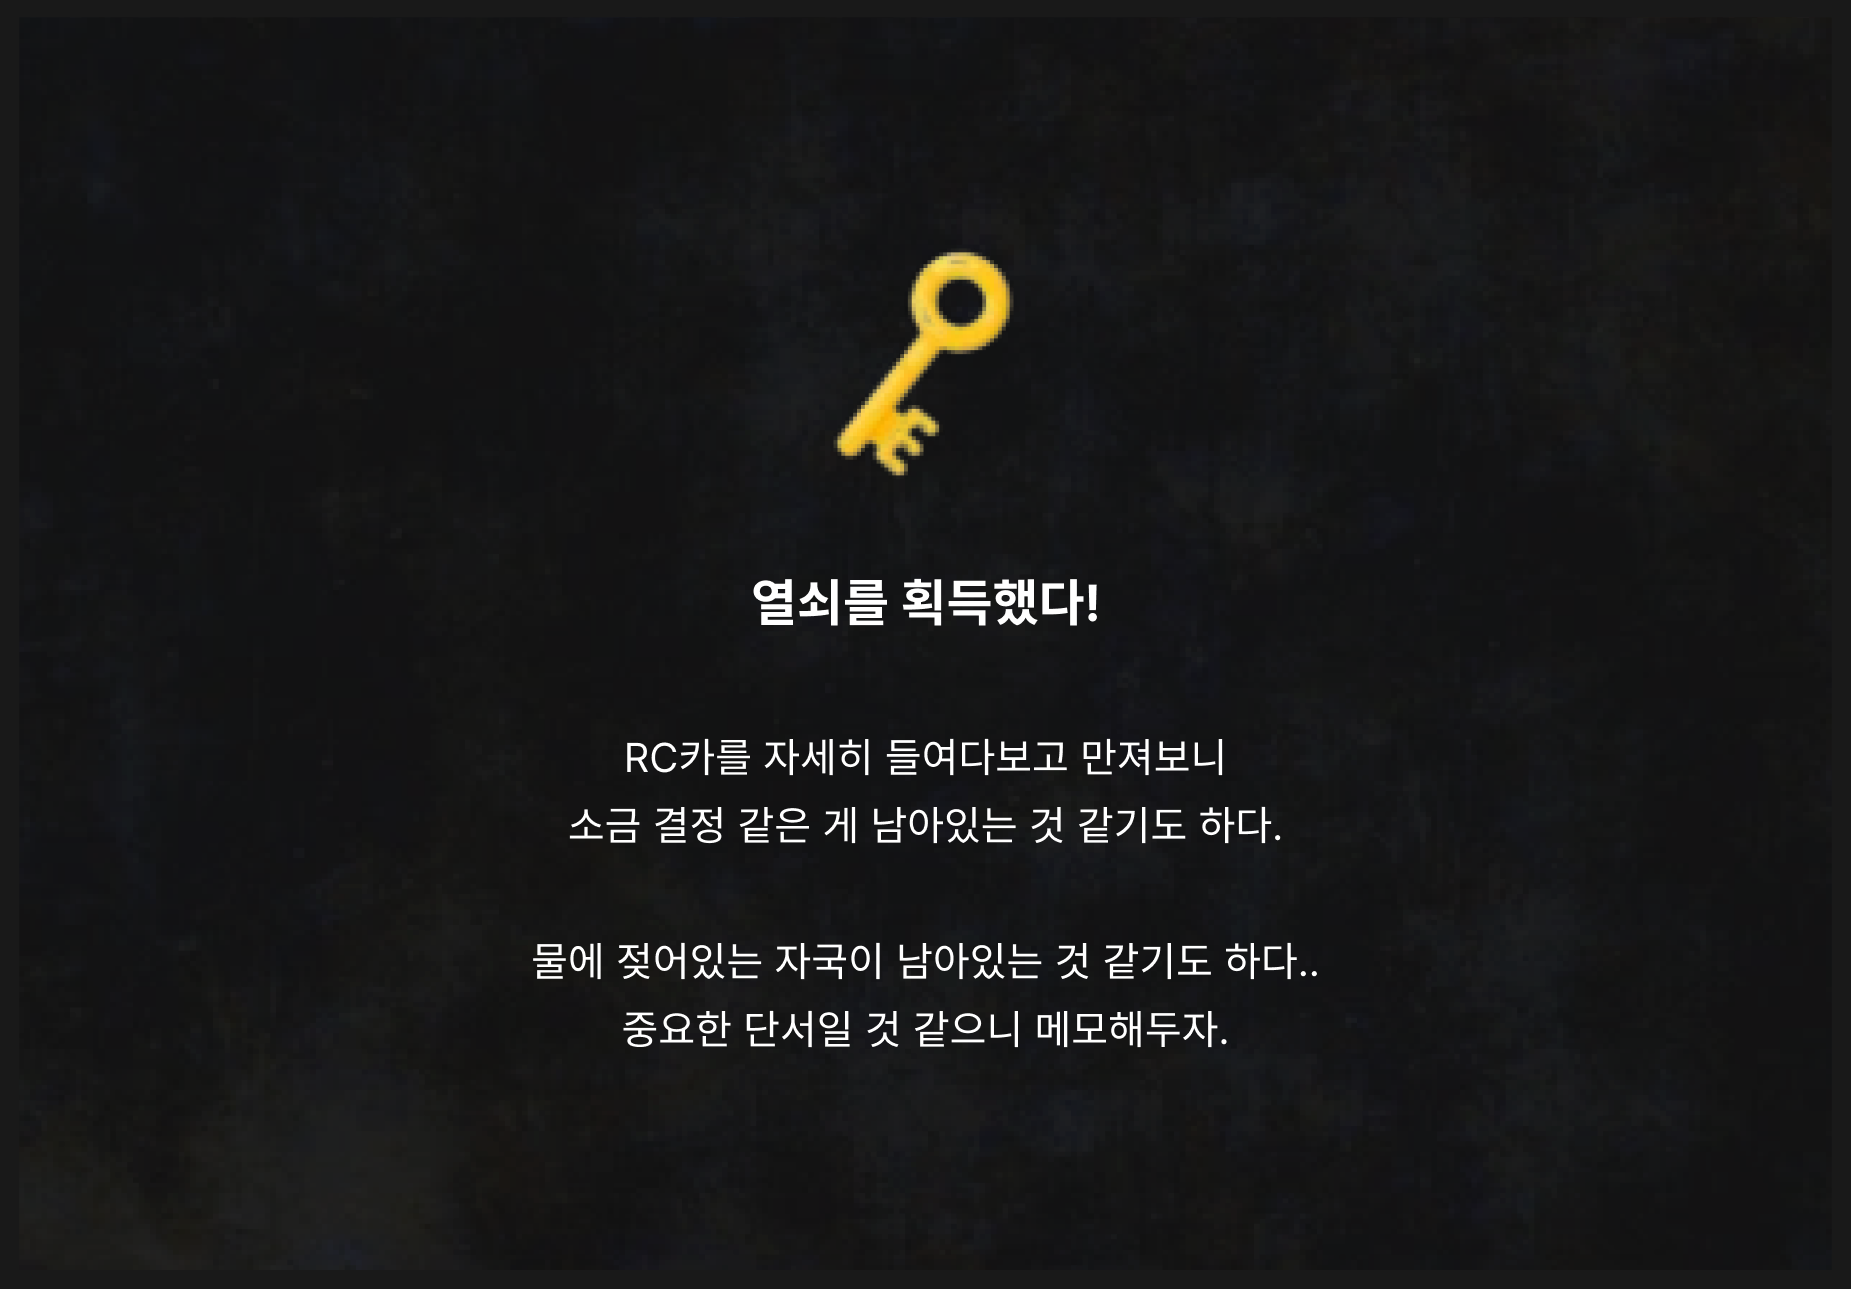 열쇠를 획득했다!
RC카를 자세히 들여다보고 만져보니
소금 결정 같은 게 남아있는 것 같기도 하다.
물에 젖어있는 자국이 남아있는 것 같기도 하다..
중요한 단서일 것 같으니 메모해두자.